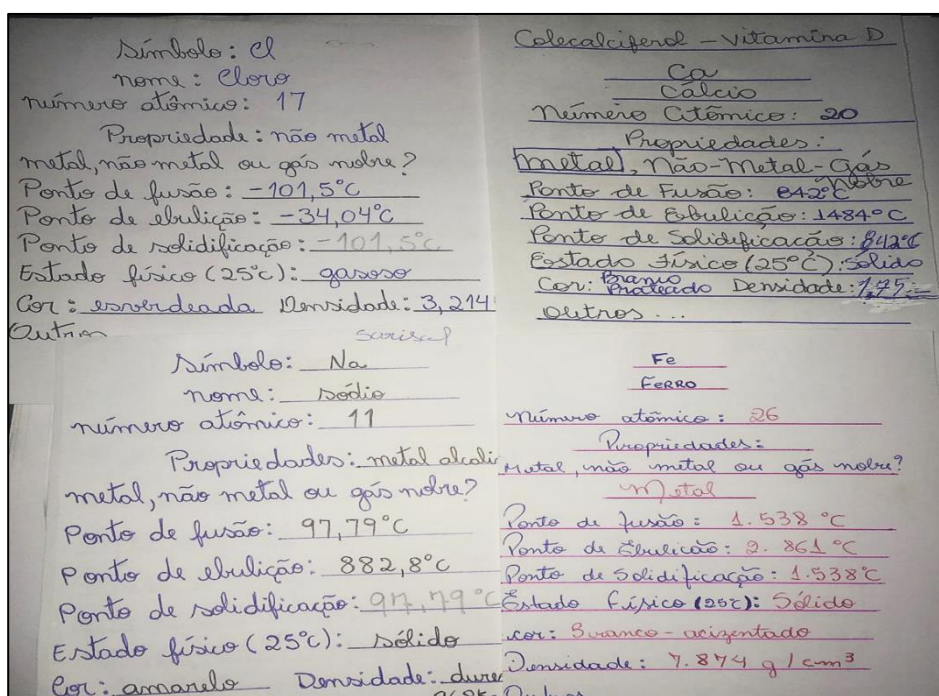 Símbolo: Cl
nome: Cloro
número atômico: 17
Propriedade: não metal
metal, não metal ou gás nobre?
Ponto de fusão: -101,5°C
Ponto de ebulição: -34,04°C
Ponto de solidificação: -101,5°C
Estado físico (25°C): gasoso
Cor: esverdeada Densidade: 3,214
Outros
Colecalciferol - Vitamina D
Ca
Cálcio
Número Atômico: 20
Propriedades:
Metal, Não-Metal-Gás
Nobre
Ponto de Fusão: 842°C
Ponto de Ebulição: 1484°C
Ponto de Solidificação: 842°C
Estado Físico (25°C): Sólido
Cor: Branco Prateado Densidade: 1,55
Outros...
Símbolo: Na
nome: sódio
número atômico: 11
Propriedades: metal alcali
metal, não metal ou gás nobre?
Ponto de fusão: 97,79°C
Ponto de ebulição: 882,8°C
Ponto de solidificação: 97,79°C
Estado físico (25°C): sólido
Cor: amarelo Densidade: dure
Fe
FERRO
número atômico: 26
Propriedades:
Metal, não metal ou gás nobre?
Metal
Ponto de fusão: 1.538 °C
Ponto de Ebulicão: 2.861 °C
Ponto de Solidificação: 1.538°C
Estado Físico (25°C): Sólido
cor: Branco-acizentado
Densidade: 7.874 g/cm³